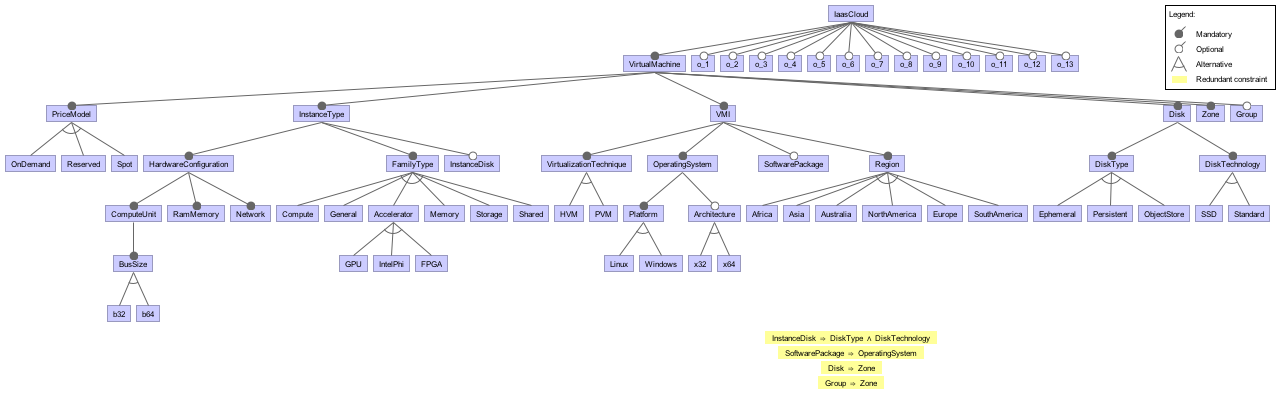 IaasCloud
Legend:
Mandatory
Optional
Alternative
Redundant constraint
VirtualMachine o_1 o_2 o_3 o_4 o_5 o_6 o_7 o_8 o_9 o_10 o_11 o_12 o_13
PriceModel InstanceType VMI Disk Zone Group
OnDemand Reserved Spot HardwareConfiguration FamilyType InstanceDisk VirtualizationTechnique OperatingSystem SoftwarePackage Region DiskType DiskTechnology
ComputeUnit RamMemory Network Compute General Accelerator Memory Storage Shared HVM PVM Platform Architecture Africa Asia Australia NorthAmerica Europe SouthAmerica Ephemeral Persistent ObjectStore SSD Standard
BusSize GPU IntelPhi FPGA Linux Windows x32 x64
b32 b64
InstanceDisk ⇒ DiskType ∧ DiskTechnology
SoftwarePackage ⇒ OperatingSystem
Disk ⇒ Zone
Group ⇒ Zone